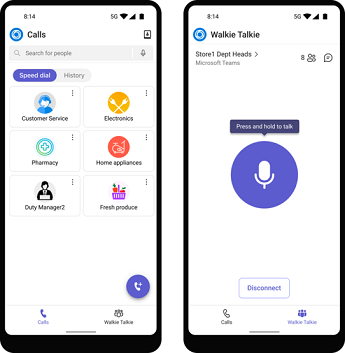 8:14
5G
Calls
Search for people
Speed dial
History
Customer Service
Electronics
Pharmacy
Home appliances
Duty Manager2
Fresh produce
Calls
Walkie Talkie
8:14
5G
Walkie Talkie
Store1 Dept Heads
Microsoft Teams
8
Press and hold to talk
Disconnect
Calls
Walkie Talkie